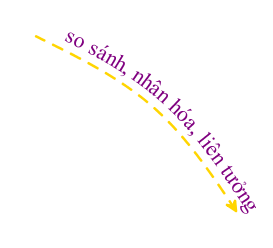 so sánh, nhân hóa, liên tưởng